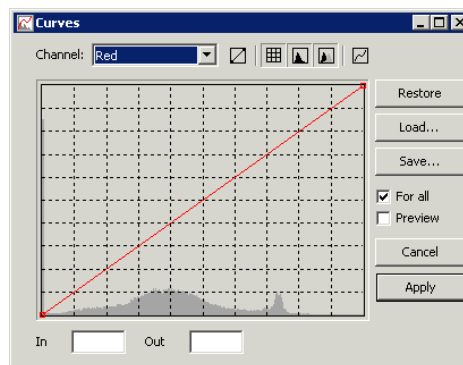 Curves
Channel: Red
Restore
Load...
Save...
For all
Preview
Cancel
Apply
In Out